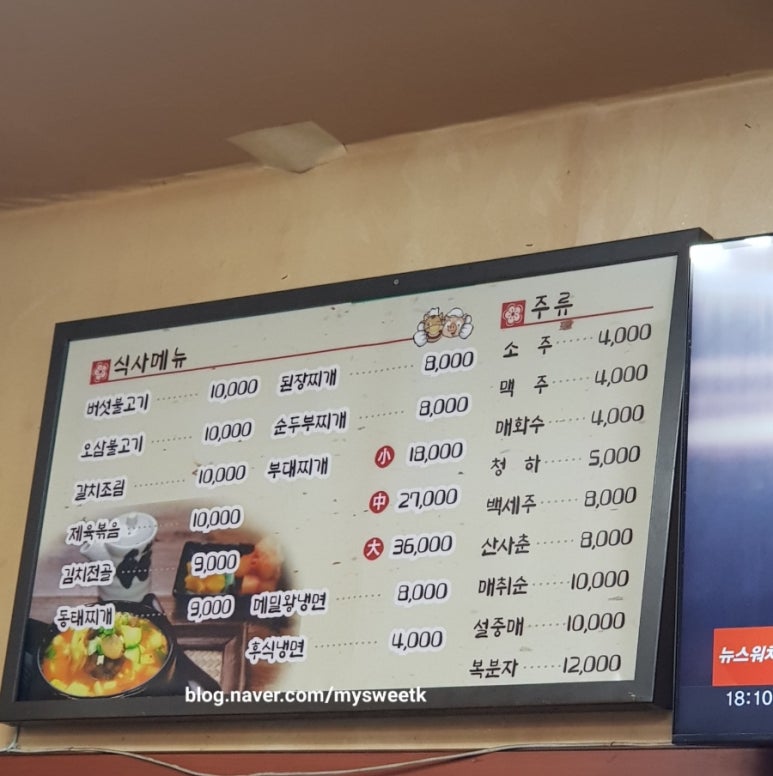 식사메뉴
버섯불고기 10,000
오삼불고기 10,000
갈치조림 10,000
제육볶음 10,000
김치전골 9,000
동태찌개 9,000
된장찌개 8,000
순두부찌개 8,000
부대찌개 小 18,000
中 27,000
大 36,000
메밀왕냉면 8,000
후식냉면 4,000
주류
소 주 4,000
맥 주 4,000
매화수 4,000
청 하 5,000
백세주 8,000
산사춘 8,000
매취순 10,000
설중매 10,000
복분자 12,000
blog.naver.com/mysweetk
뉴스워치
18:10